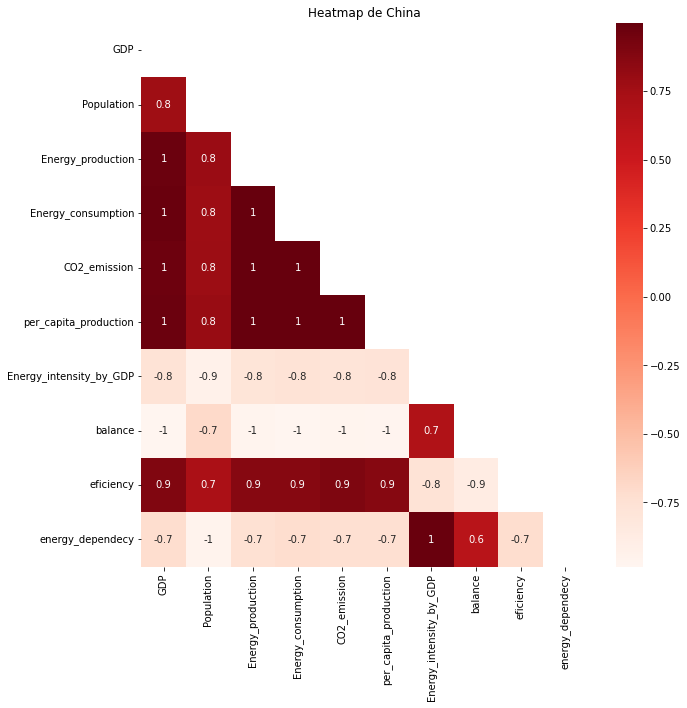 Heatmap de China
GDP
Population 0.8
Energy_production 1 0.8
Energy_consumption 1 0.8 1
CO2_emission 1 0.8 1 1
per_capita_production 1 0.8 1 1 1
Energy_intensity_by_GDP -0.8 -0.9 -0.8 -0.8 -0.8 -0.8
balance -1 -0.7 -1 -1 -1 -1 0.7
eficiency 0.9 0.7 0.9 0.9 0.9 0.9 -0.8 -0.9
energy_dependecy -0.7 -1 -0.7 -0.7 -0.7 -0.7 1 0.6 -0.7
GDP
Population
Energy_production
Energy_consumption
CO2_emission
per_capita_production
Energy_intensity_by_GDP
balance
eficiency
energy_dependecy
0.75
0.50
0.25
0.00
−0.25
−0.50
−0.75